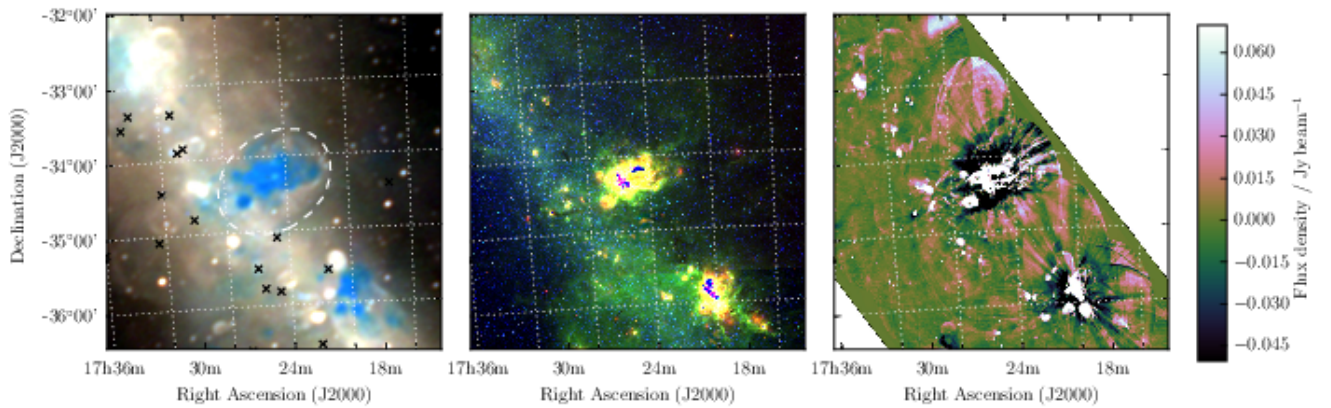 -32°00'
-33°00'
-34°00'
-35°00'
-36°00'
Declination (J2000)
17h36m 30m 24m 18m
Right Ascension (J2000)
17h36m 30m 24m 18m
Right Ascension (J2000)
17h36m 30m 24m 18m
Right Ascension (J2000)
0.060
0.045
0.030
0.015
0.000
−0.015
−0.030
−0.045
Flux density / Jy beam⁻¹